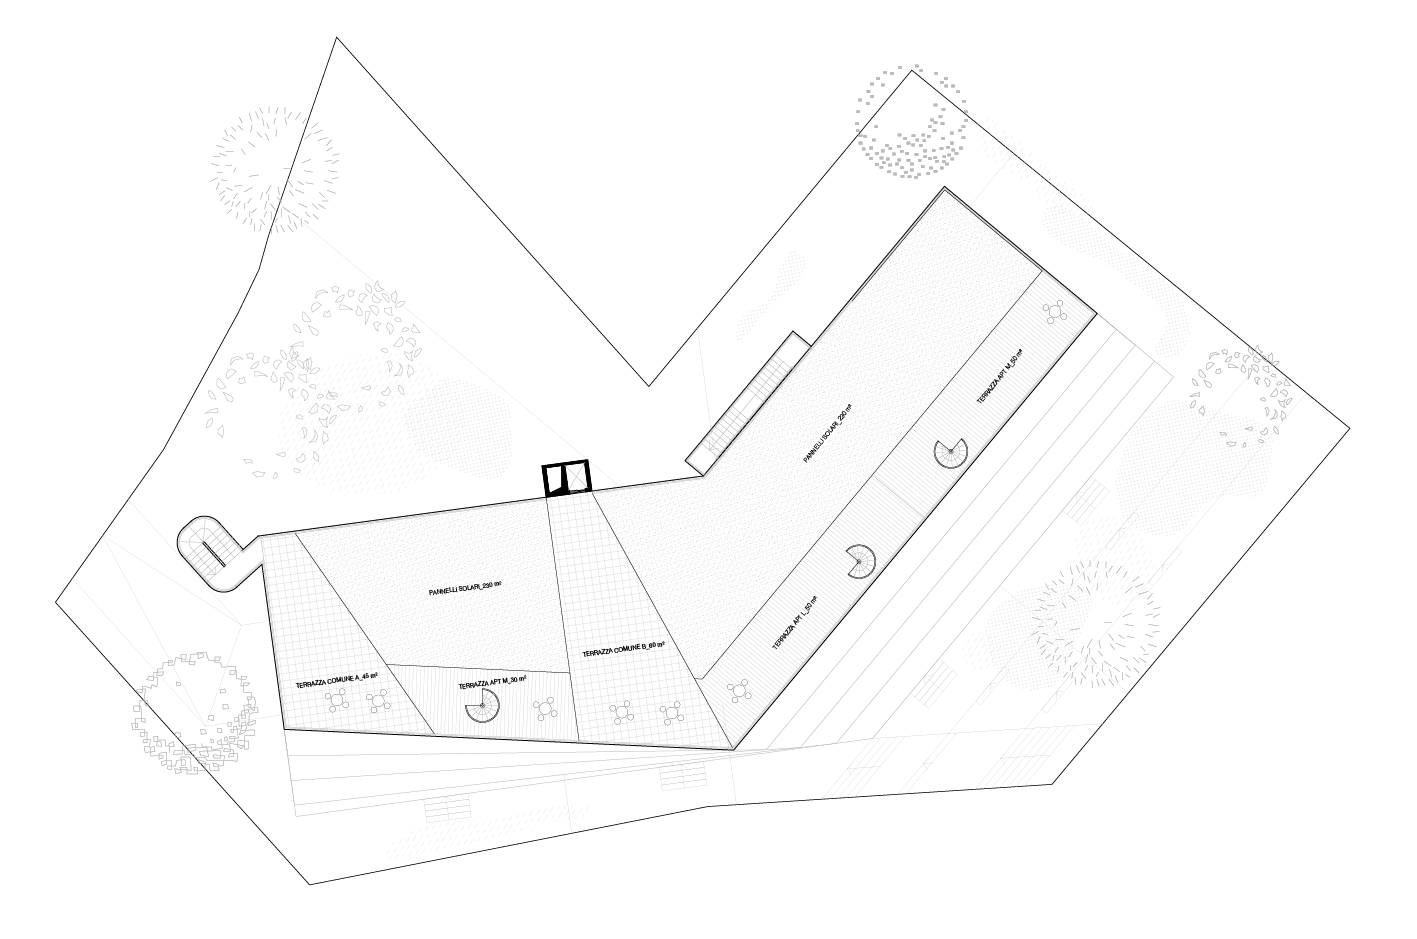 TERRAZZA APT M_50 m²
PANNELLI SOLARI_220 m²
PANNELLI SOLARI_230 m²
TERRAZZA APT L_50 m²
TERRAZZA COMUNE B_60 m²
TERRAZZA COMUNE A_45 m²
TERRAZZA APT M_30 m²